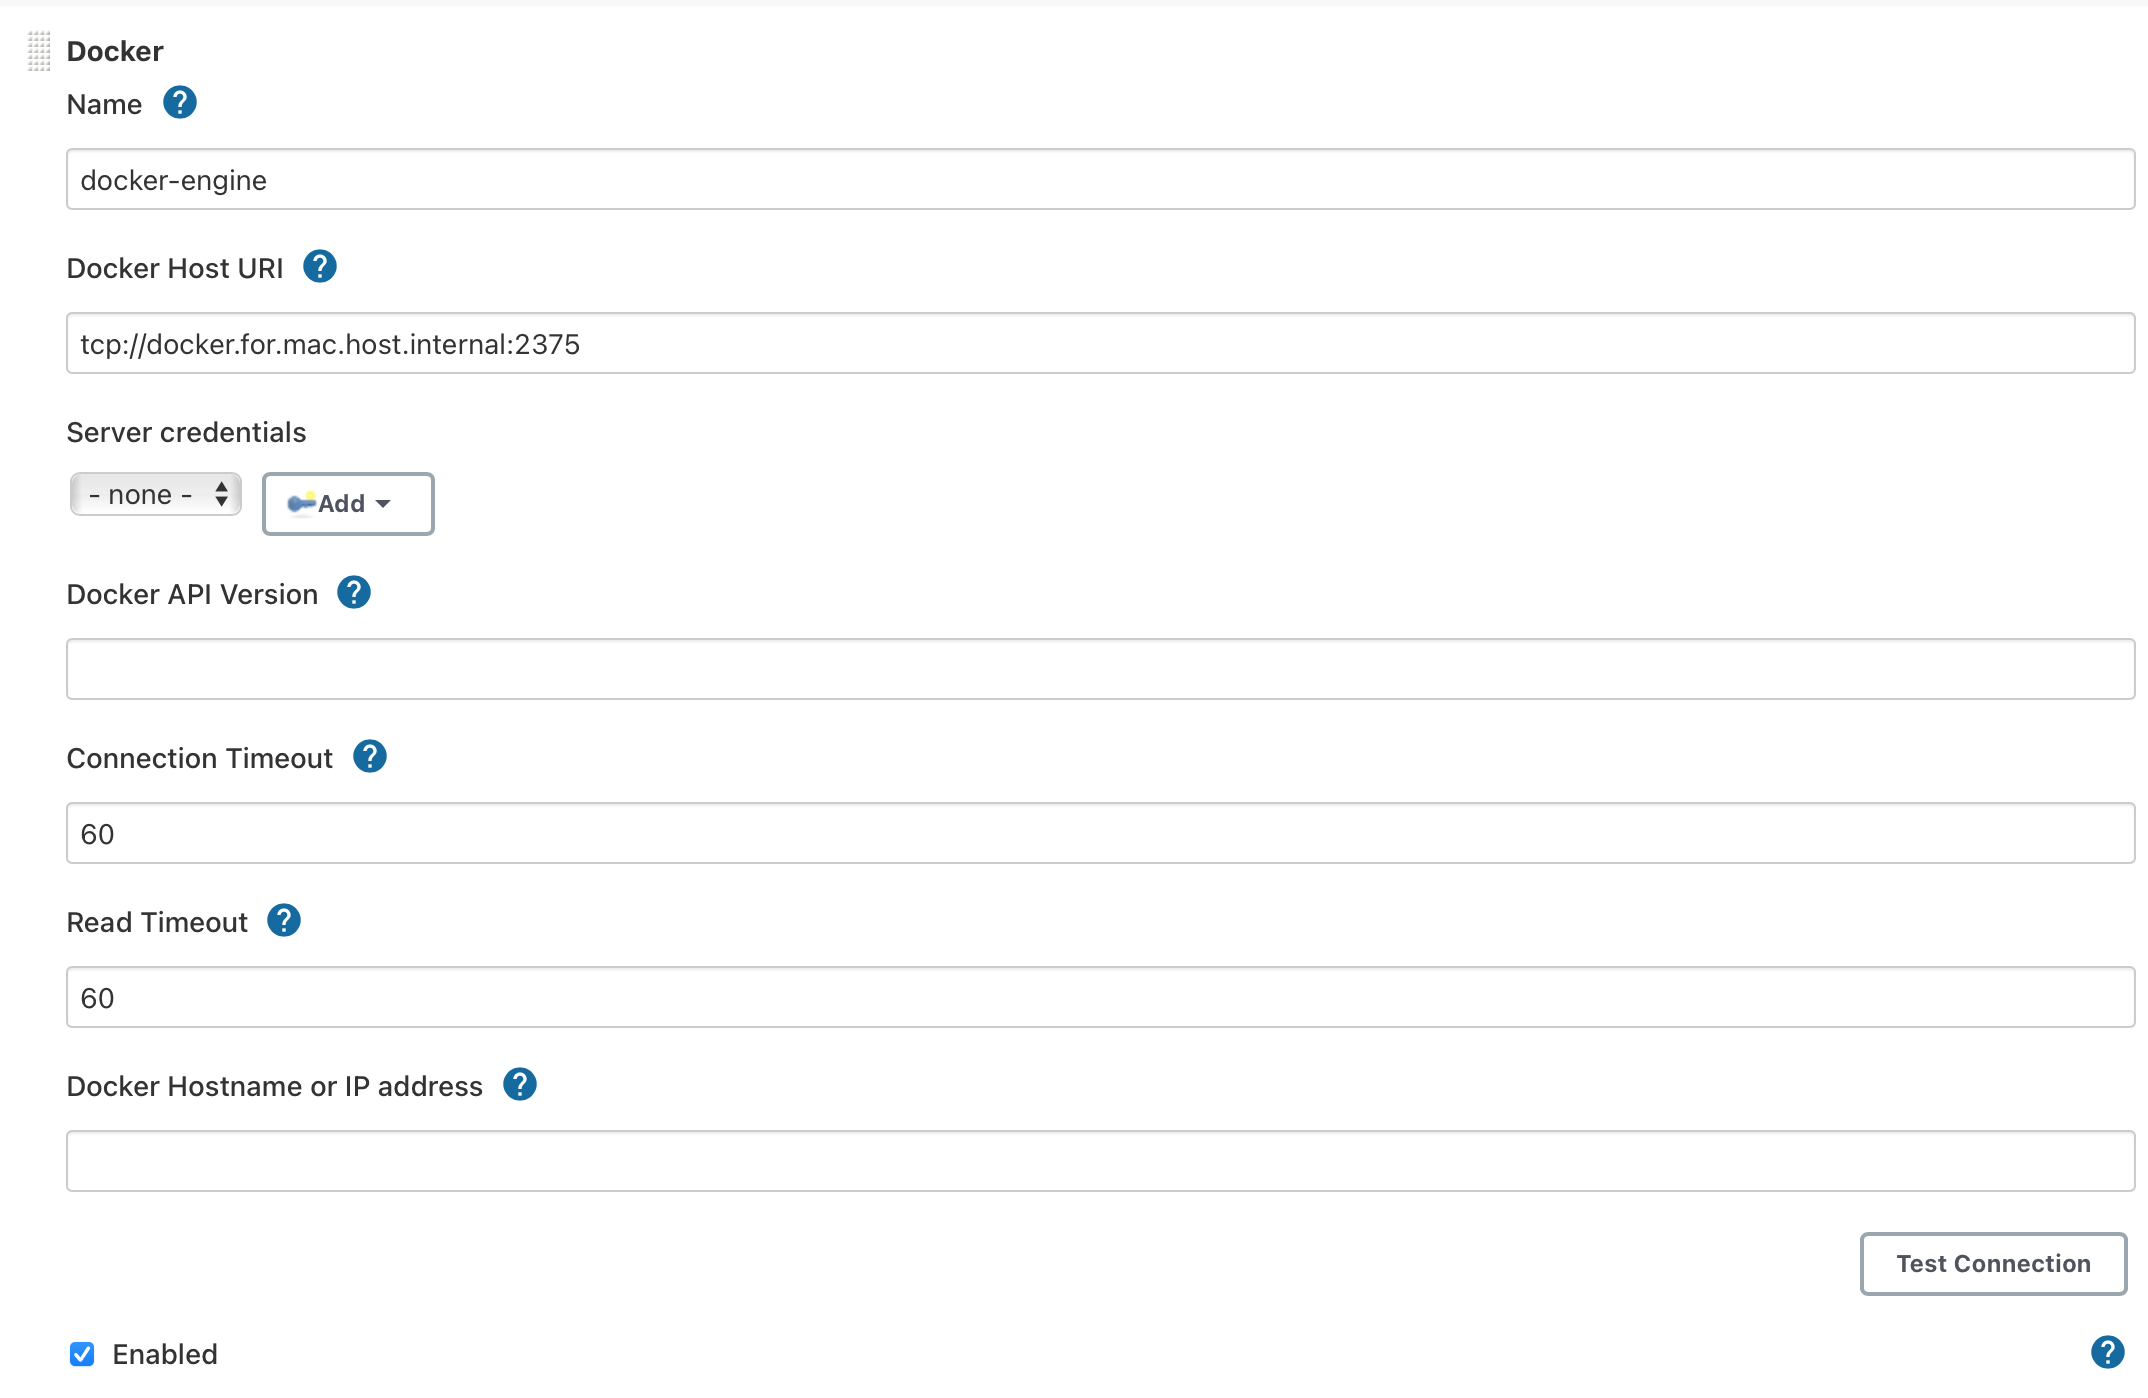 Docker
Name ?
docker-engine
Docker Host URI ?
tcp://docker.for.mac.host.internal:2375
Server credentials
- none - Add
Docker API Version ?
Connection Timeout ?
60
Read Timeout ?
60
Docker Hostname or IP address ?
Test Connection
Enabled ?